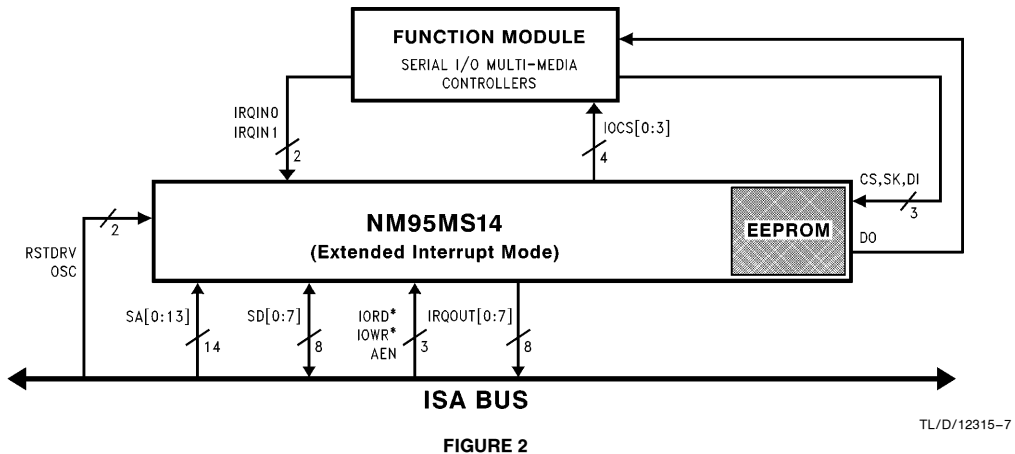 FUNCTION MODULE
SERIAL I/O MULTI-MEDIA
CONTROLLERS
IRQIN0
IRQIN1
2
IOCS[0:3]
4
CS,SK,DI
3
NM95MS14
(Extended Interrupt Mode)
EEPROM
DO
2
RSTDRV
OSC
SA[0:13]
14
SD[0:7]
8
IORD*
IOWR*
AEN
3
IRQOUT[0:7]
8
ISA BUS
TL/D/12315-7
FIGURE 2